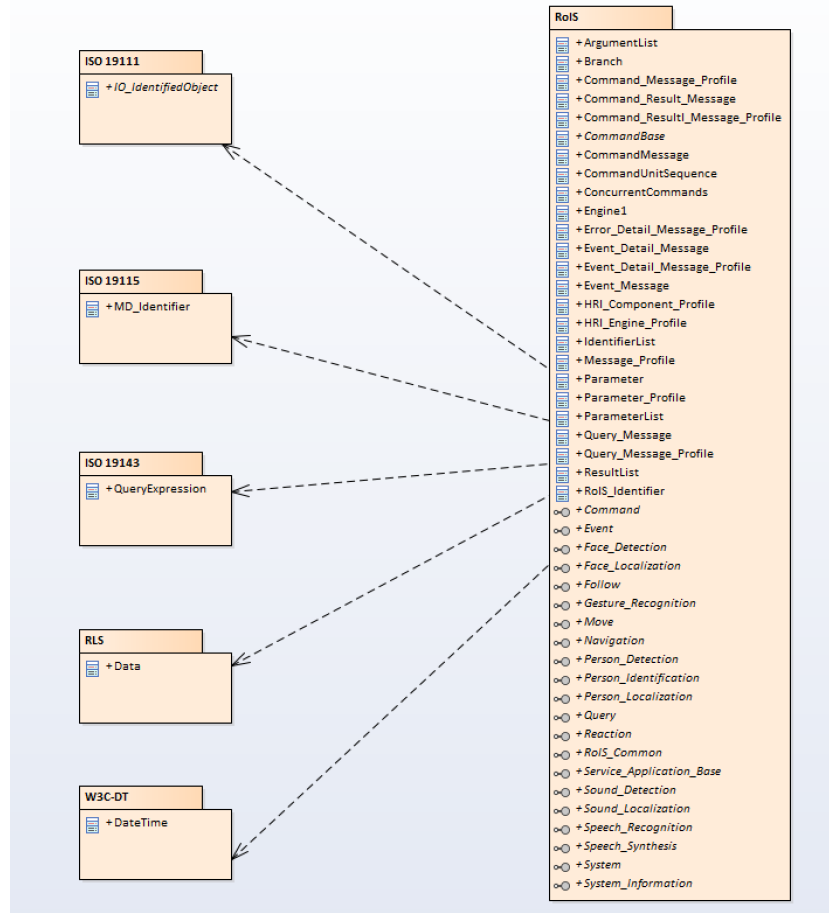 ISO 19111
+IO_IdentifiedObject
ISO 19115
+MD_Identifier
ISO 19143
+QueryExpression
RLS
+Data
W3C-DT
+DateTime
RoIS
+ArgumentList
+Branch
+Command_Message_Profile
+Command_Result_Message
+Command_ResultI_Message_Profile
+CommandBase
+CommandMessage
+CommandUnitSequence
+ConcurrentCommands
+Engine1
+Error_Detail_Message_Profile
+Event_Detail_Message
+Event_Detail_Message_Profile
+Event_Message
+HRI_Component_Profile
+HRI_Engine_Profile
+IdentifierList
+Message_Profile
+Parameter
+Parameter_Profile
+ParameterList
+Query_Message
+Query_Message_Profile
+ResultList
+RoIS_Identifier
+Command
+Event
+Face_Detection
+Face_Localization
+Follow
+Gesture_Recognition
+Move
+Navigation
+Person_Detection
+Person_Identification
+Person_Localization
+Query
+Reaction
+RoIS_Common
+Service_Application_Base
+Sound_Detection
+Sound_Localization
+Speech_Recognition
+Speech_Synthesis
+System
+System_Information